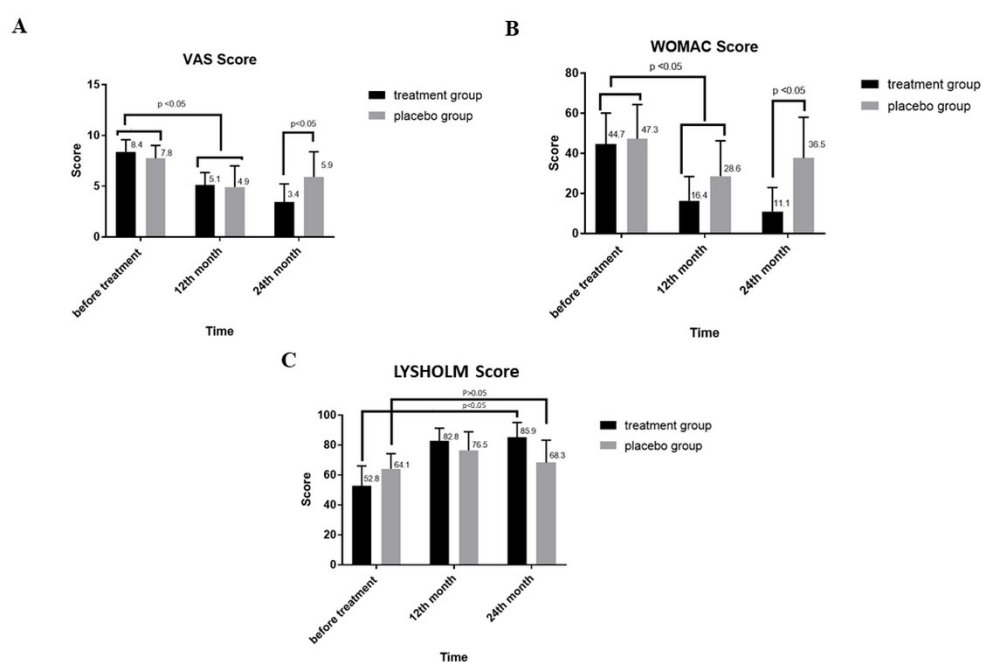 A
VAS Score
treatment group
placebo group
15
10
5
0
Score
p <0.05
p<0.05
8.4
7.8
5.1
4.9
3.4
5.9
before treatment
12th month
24th month
Time
B
WOMAC Score
treatment group
placebo group
80
60
40
20
0
Score
p <0.05
p <0.05
44.7
47.3
16.4
28.6
11.1
36.5
before treatment
12th month
24th month
Time
C
LYSHOLM Score
treatment group
placebo group
P>0.05
p<0.05
100
80
60
40
20
0
Score
52.8
64.1
82.8
76.5
85.9
68.3
before treatment
12th month
24th month
Time